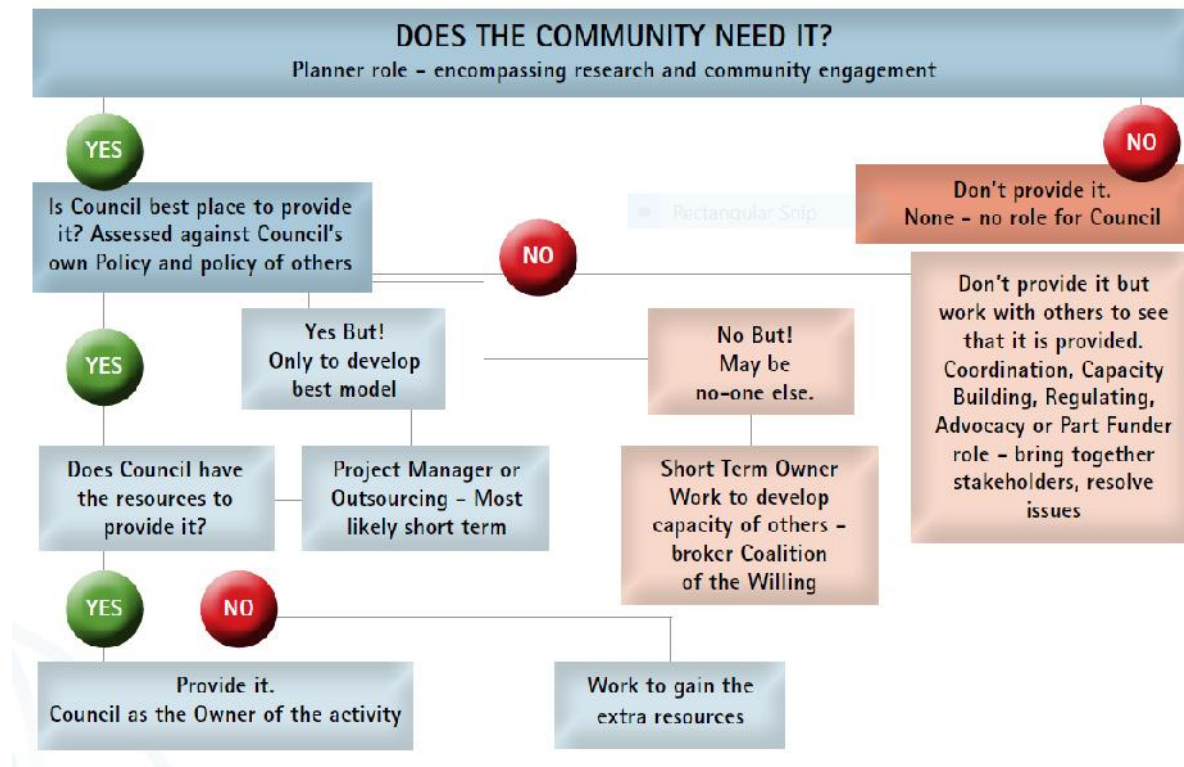 DOES THE COMMUNITY NEED IT?
Planner role – encompassing research and community engagement
YES
NO
Is Council best place to provide
it? Assessed against Council's
own Policy and policy of others
Rectangular Snip
Don't provide it.
None – no role for Council
NO
Don't provide it but
work with others to see
that it is provided.
Coordination, Capacity
Building, Regulating,
Advocacy or Part Funder
role – bring together
stakeholders, resolve
issues
YES
Yes But!
Only to develop
best model
No But!
May be
no-one else.
Does Council have
the resources to
provide it?
Project Manager or
Outsourcing – Most
likely short term
Short Term Owner
Work to develop
capacity of others –
broker Coalition
of the Willing
YES
NO
Provide it.
Council as the Owner of the activity
Work to gain the
extra resources